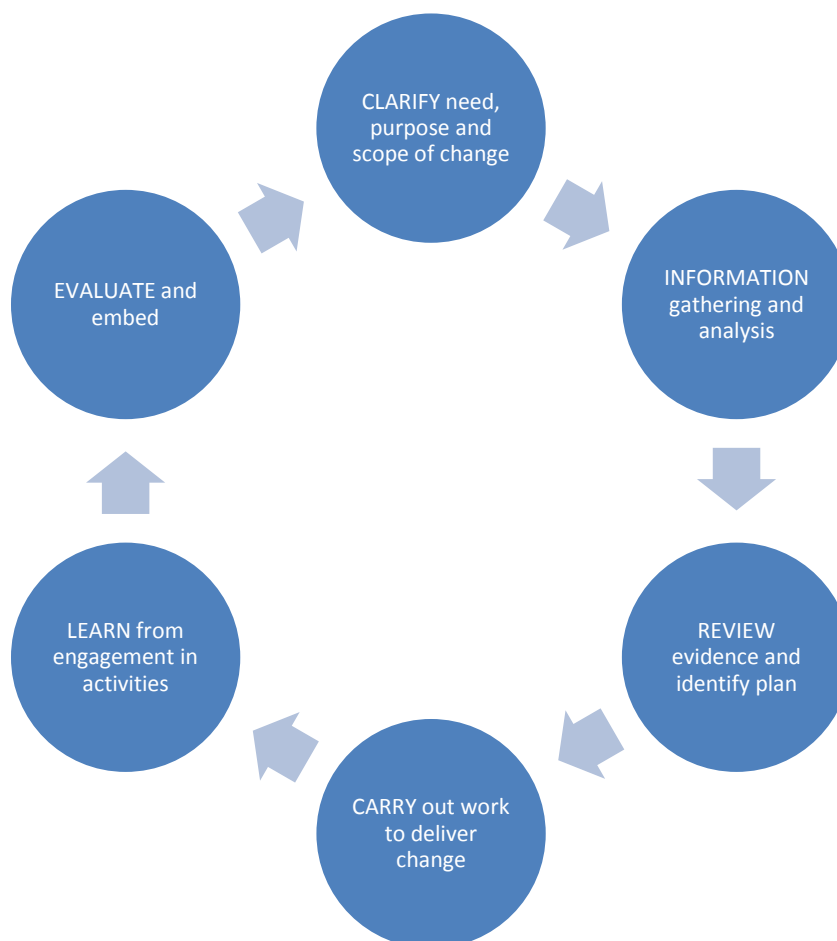 CLARIFY need,
purpose and
scope of change
INFORMATION
gathering and
analysis
REVIEW
evidence and
identify plan
CARRY out work
to deliver
change
LEARN from
engagement in
activities
EVALUATE and
embed